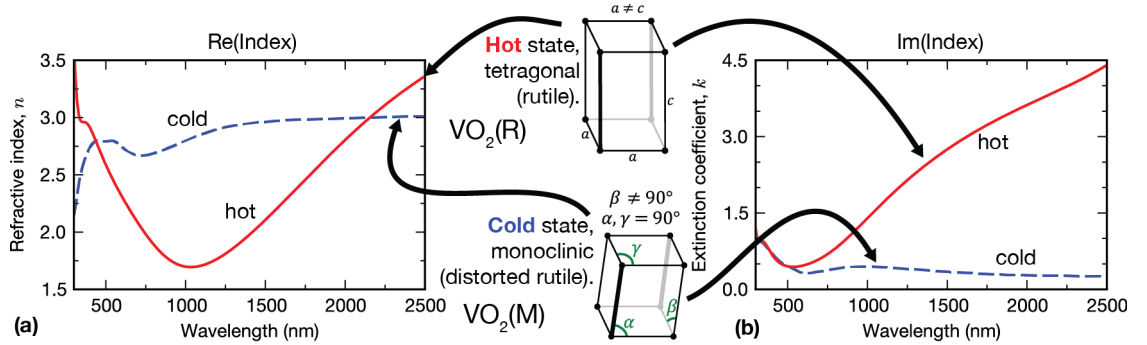 Re(Index)
3.5
3.0
2.5
2.0
1.5
Refractive index, n
500
1000
1500
2000
2500
Wavelength (nm)
cold
hot
(a)
a ≠ c
Hot state,
tetragonal
(rutile).
VO₂(R)
c
a
a
β ≠ 90°
α, γ = 90°
Cold state,
monoclinic
(distorted rutile).
VO₂(M)
γ
β
α
Im(Index)
4.5
3.0
1.5
0.0
Extinction coefficient, k
500
1000
1500
2000
2500
Wavelength (nm)
hot
cold
(b)